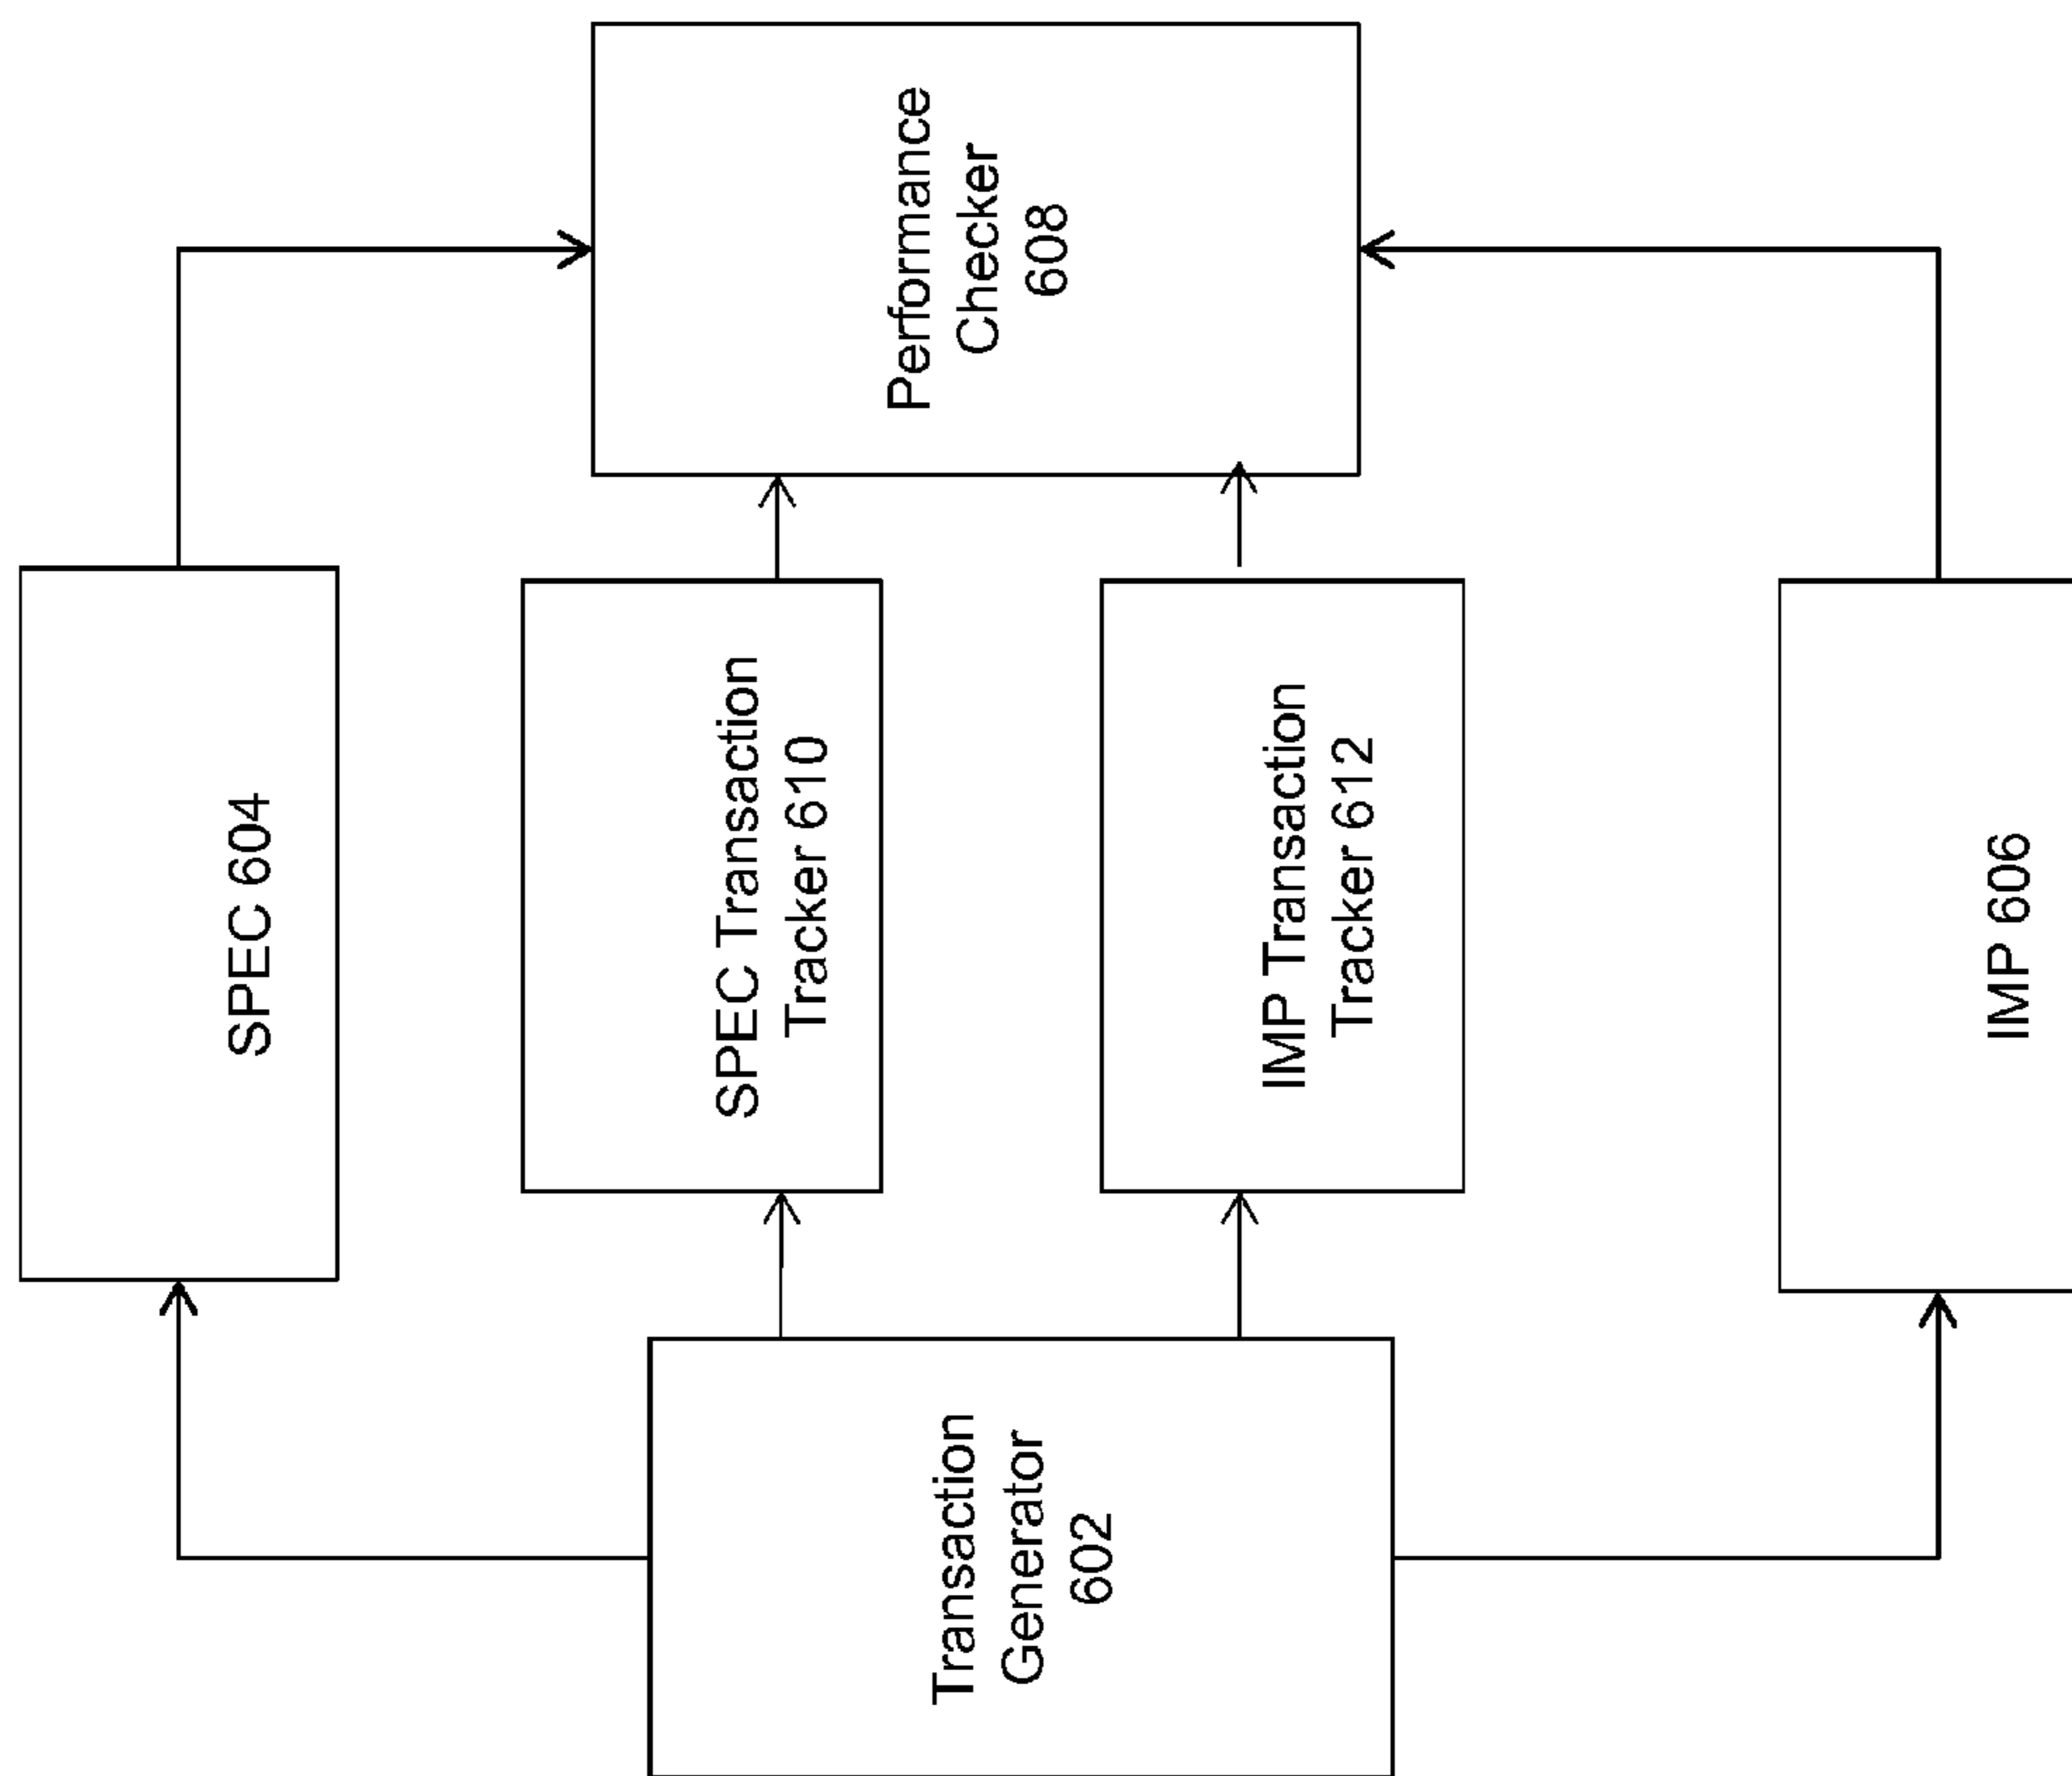 SPEC 604
Transaction
Generator
602
SPEC Transaction
Tracker 610
Performance
Checker
608
IMP Transaction
Tracker 612
IMP 606